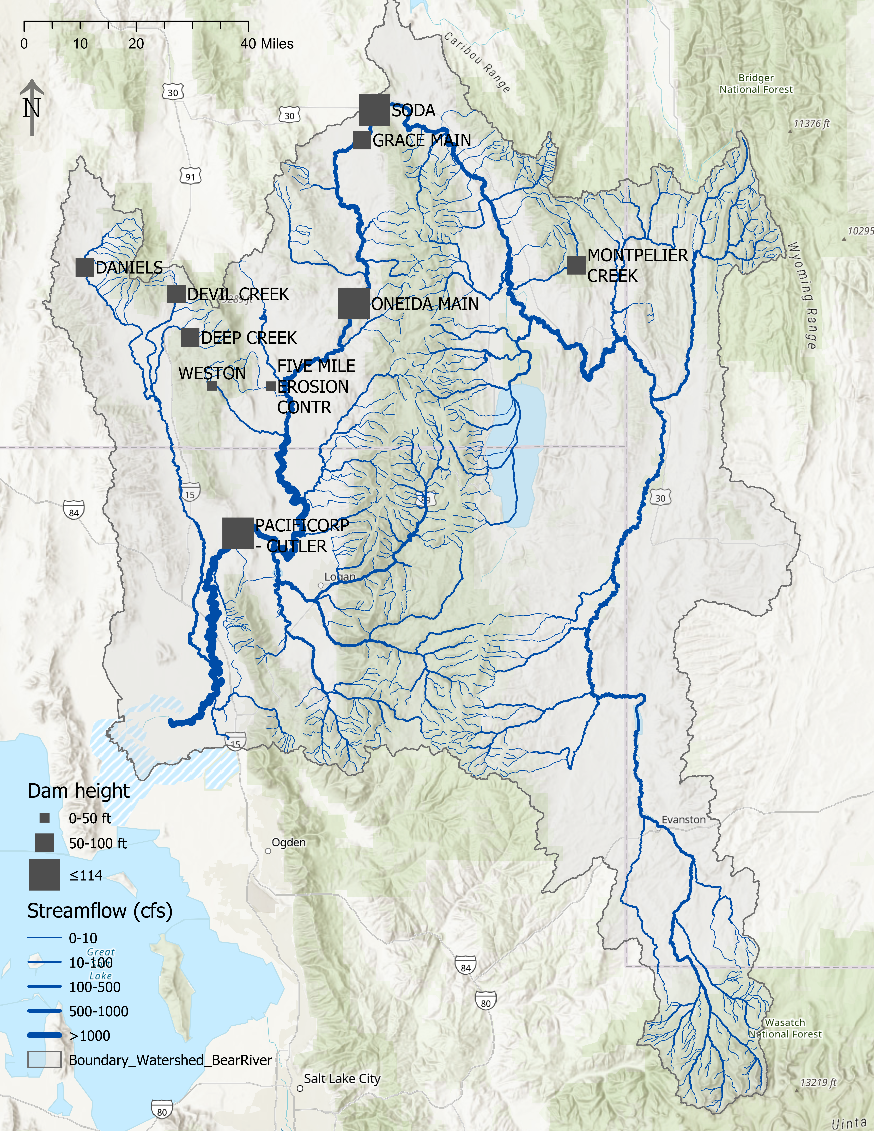 0 10 20 40 Miles
N
Caribou Range
Bridger
National Forest
30
30
11376 ft
SODA
GRACE MAIN
91
10295
Wyoming Range
MONTPELIER
CREEK
DANIELS
DEVIL CREEK
ONEIDA MAIN
DEEP CREEK
WESTON
FIVE MILE
EROSION
CONTR
15
89
30
84
PACIFICORP
- CUTLER
Logan
15
Evanston
Ogden
84
80
Wasatch
National Forest
13219 ft
Salt Lake City
80
Uinta
Dam height
0-50 ft
50-100 ft
≤114
Streamflow (cfs)
0-10
Great
10-100
Lake
100-500
500-1000
>1000
Boundary_Watershed_BearRiver